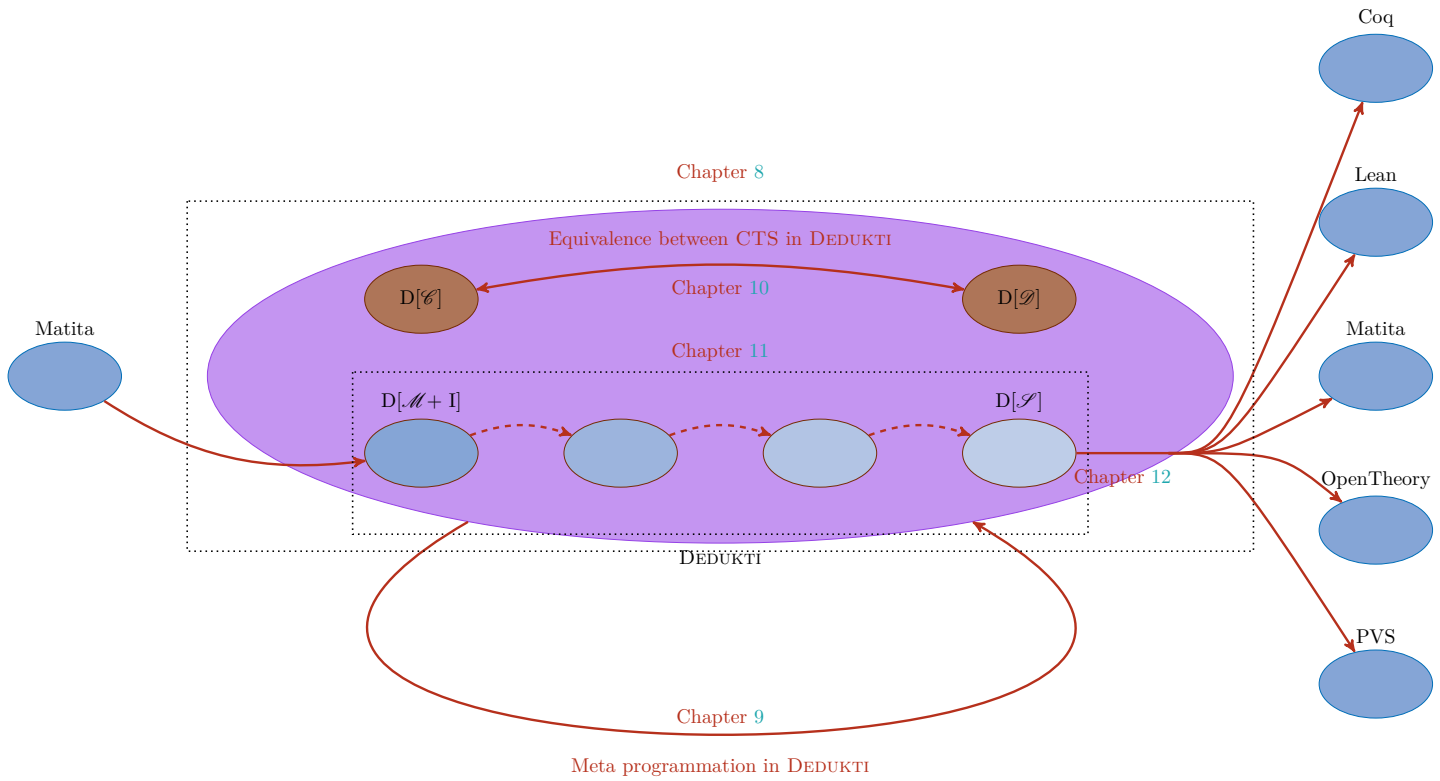 Coq
Chapter 8
Lean
Equivalence between CTS in DEDUKTI
D[𝒞]
D[𝒟]
Chapter 10
Matita
Matita
Chapter 11
D[ℳ + I]
D[𝒮]
Chapter 12
OpenTheory
DEDUKTI
PVS
Chapter 9
Meta programmation in DEDUKTI